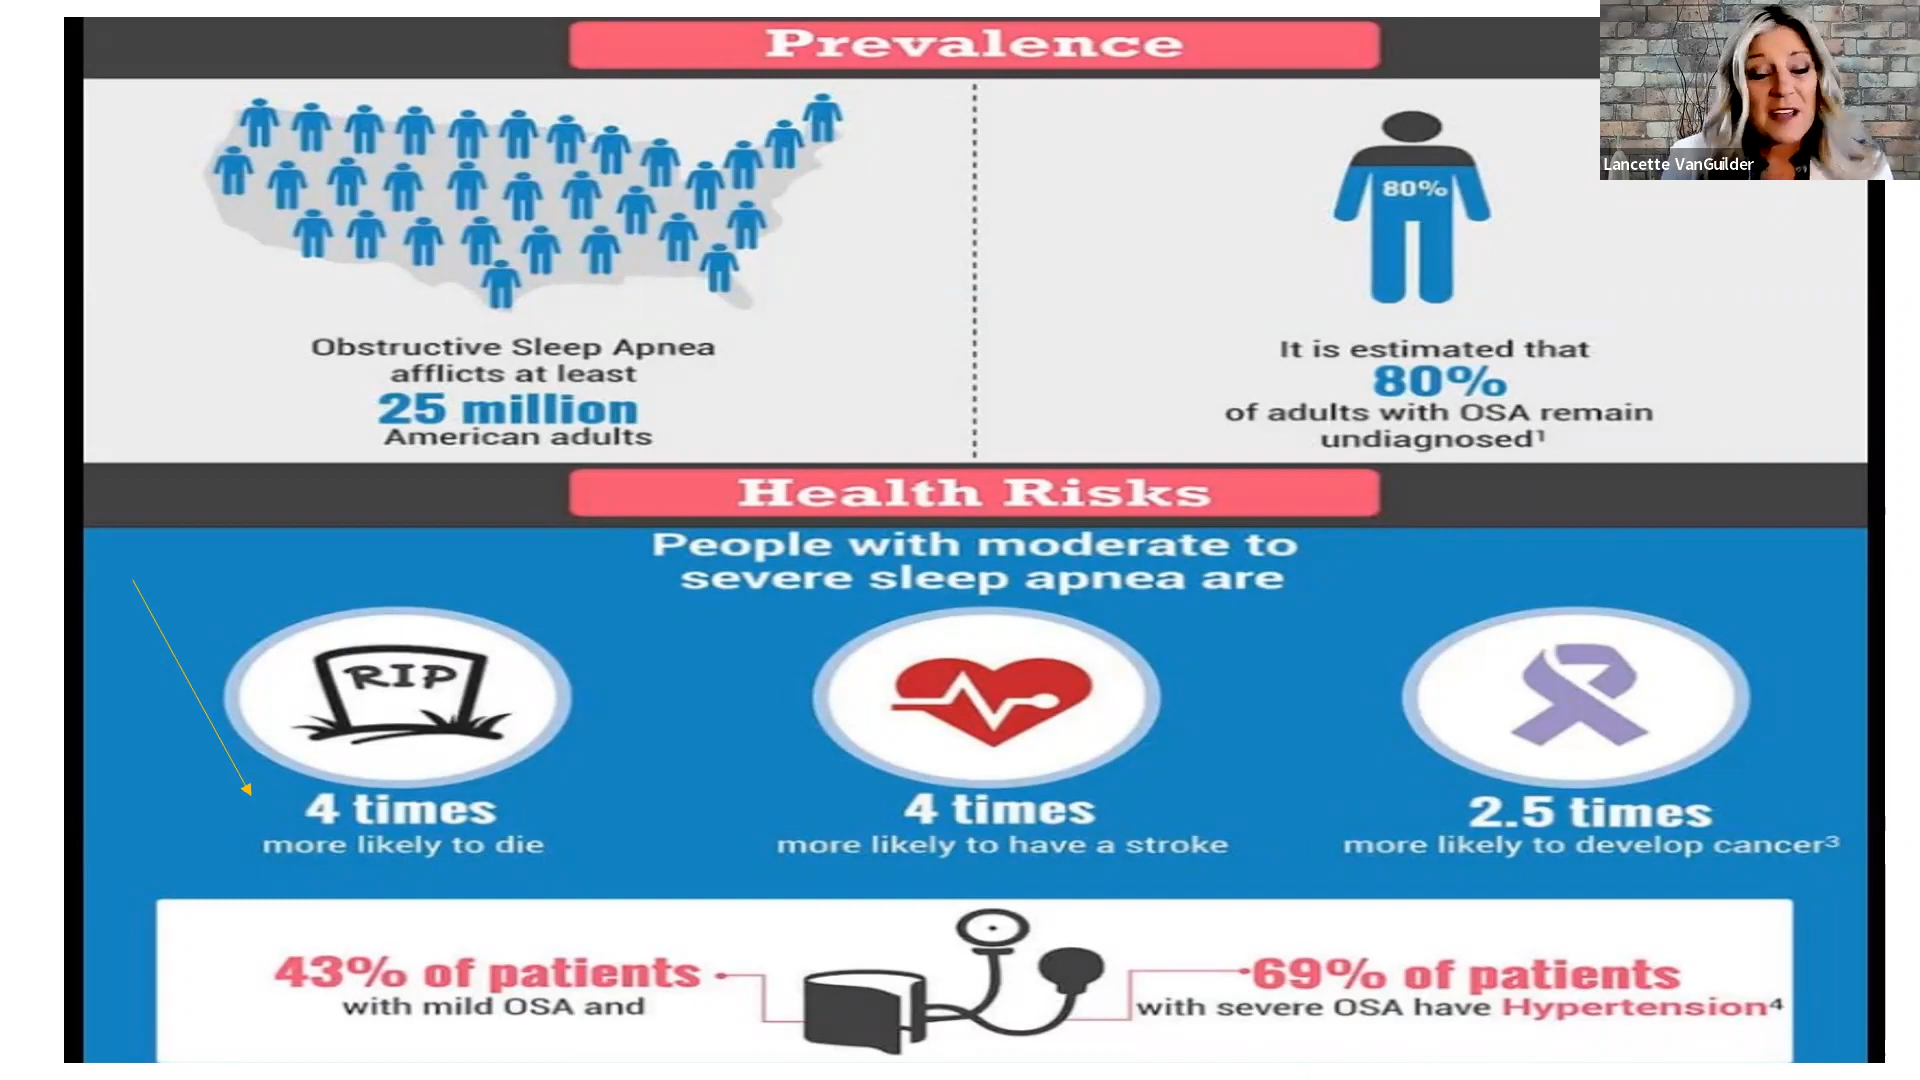 Prevalence
Lancette VanGuilder
80%
Obstructive Sleep Apnea
afflicts at least
25 million
American adults
It is estimated that
80%
of adults with OSA remain
undiagnosed¹
Health Risks
People with moderate to
severe sleep apnea are
RIP
4 times
more likely to die
4 times
more likely to have a stroke
2.5 times
more likely to develop cancer³
43% of patients
with mild OSA and
69% of patients
with severe OSA have Hypertension⁴